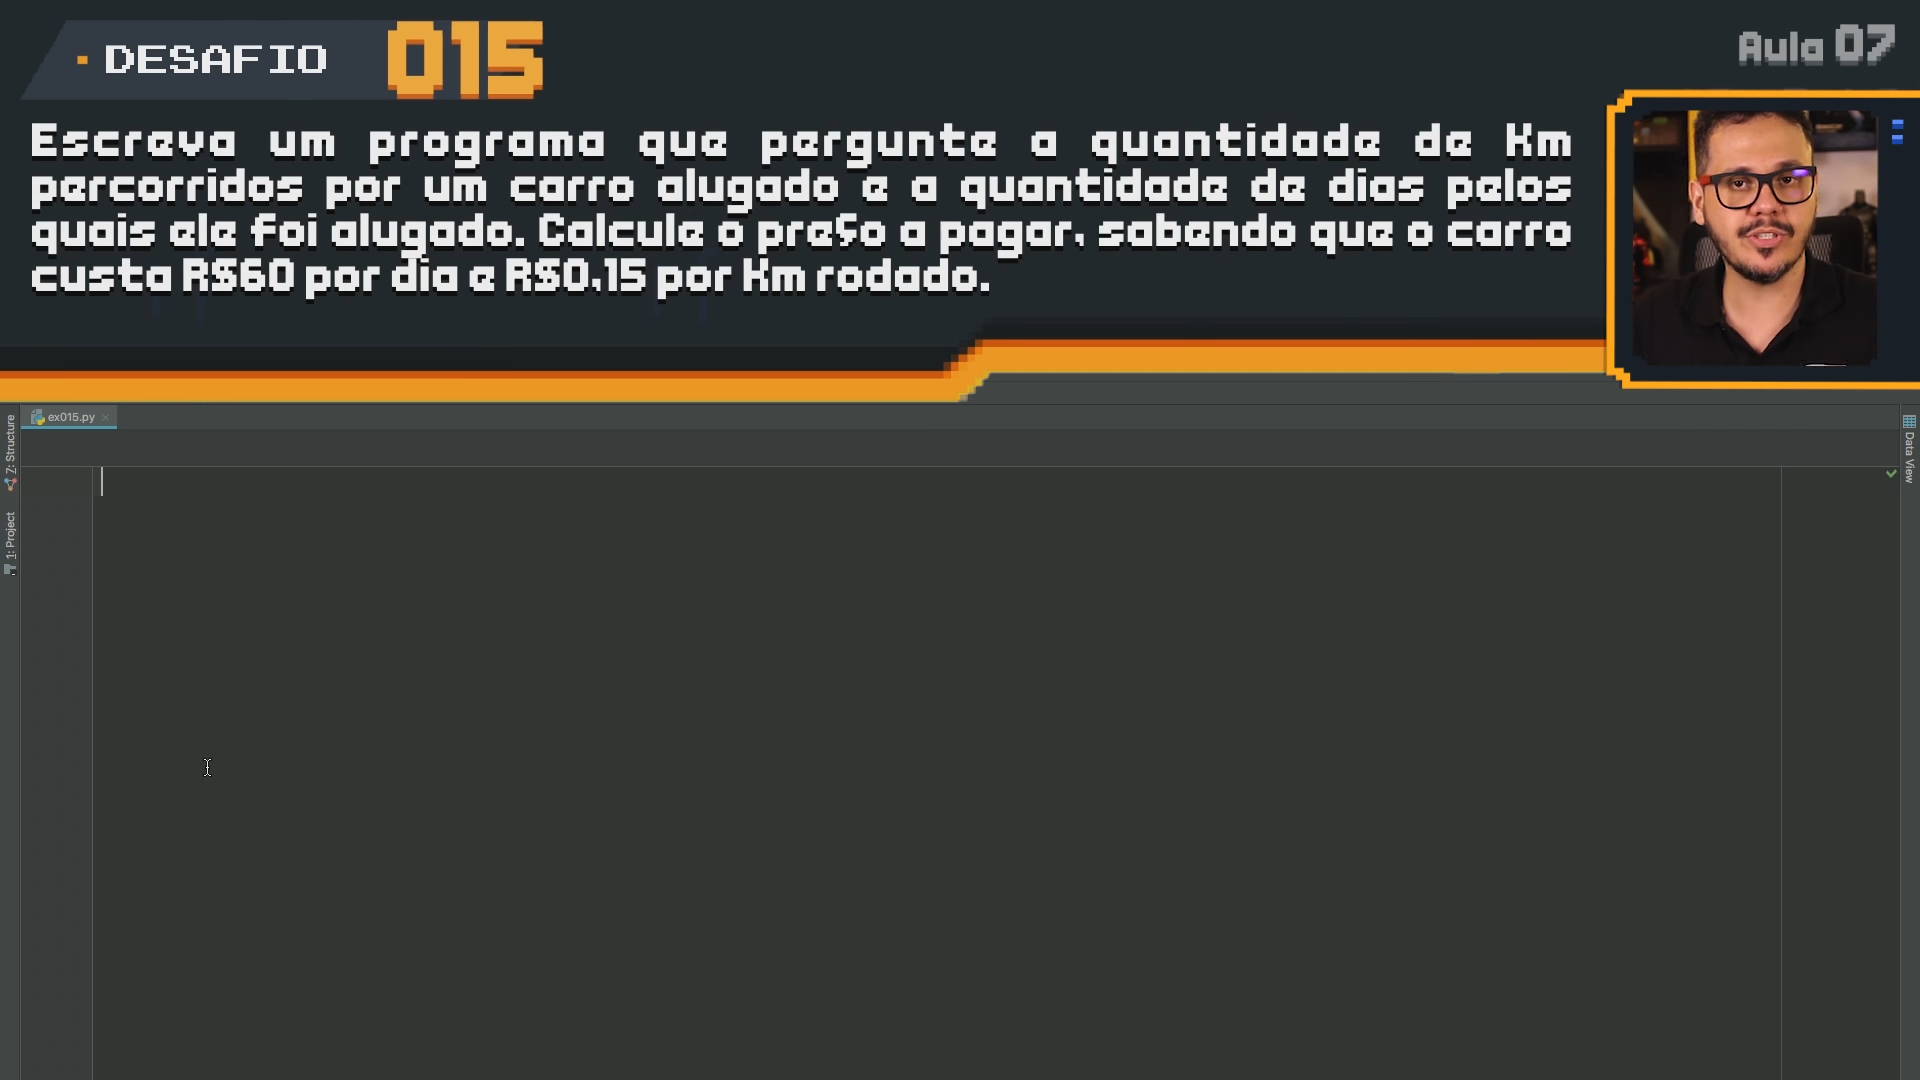 DESAFIO 015
Aula 07
Escreva um programa que pergunte a quantidade de Km
percorridos por um carro alugado e a quantidade de dias pelos
quais ele foi alugado. Calcule o preço a pagar, sabendo que o carro
custa R$60 por dia e R$0,15 por Km rodado.
ex015.py
Z: Structure
1: Project
Data View